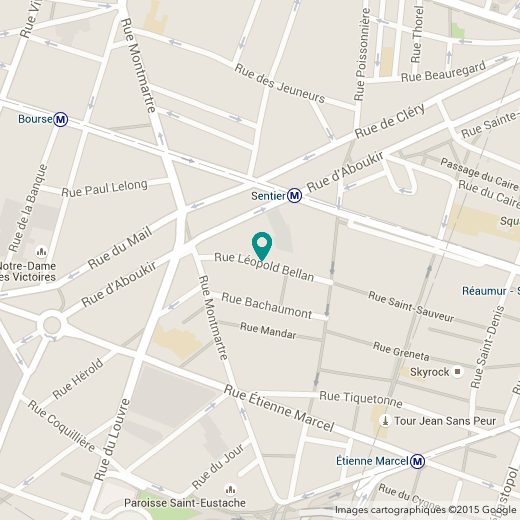 Rue Vi
Rue Montmartre
Rue des Jeuneurs
Rue Poissonnière
Rue Thorel
Rue Beauregard
Bourse M
Rue de Cléry
Rue Sainte-
Rue d'Aboukir
Passage du Caire
Rue du Caire
Rue Paul Lelong
Rue de la Banque
Sentier M
Squa
Rue du Mail
Notre-Dame
es Victoires
Rue d'Aboukir
Rue Léopold Bellan
Réaumur - S
Rue Saint-Sauveur
Rue Bachaumont
Rue Mandar
Rue Montmartre
Rue Greneta
Rue Saint-Denis
Skyrock
Rue Hérold
Rue Étienne Marcel
Rue Tiquetonne
Tour Jean Sans Peur
Rue Coquillière
Rue du Louvre
Rue du Jour
Étienne Marcel M
Paroisse Saint-Eustache
Rue du Cygne
bastopol
Images cartographiques ©2015 Google